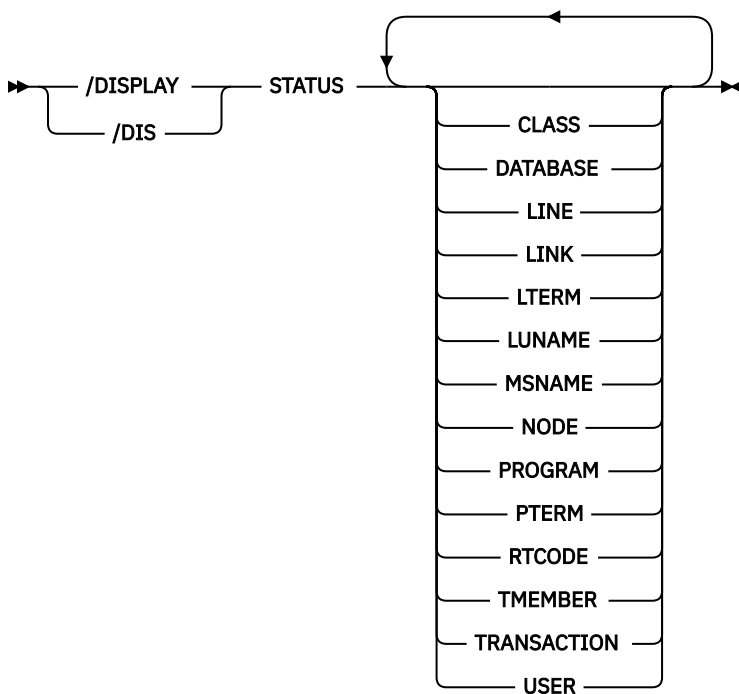 /DISPLAY STATUS
/DIS
CLASS
DATABASE
LINE
LINK
LTERM
LUNAME
MSNAME
NODE
PROGRAM
PTERM
RTCODE
TMEMBER
TRANSACTION
USER